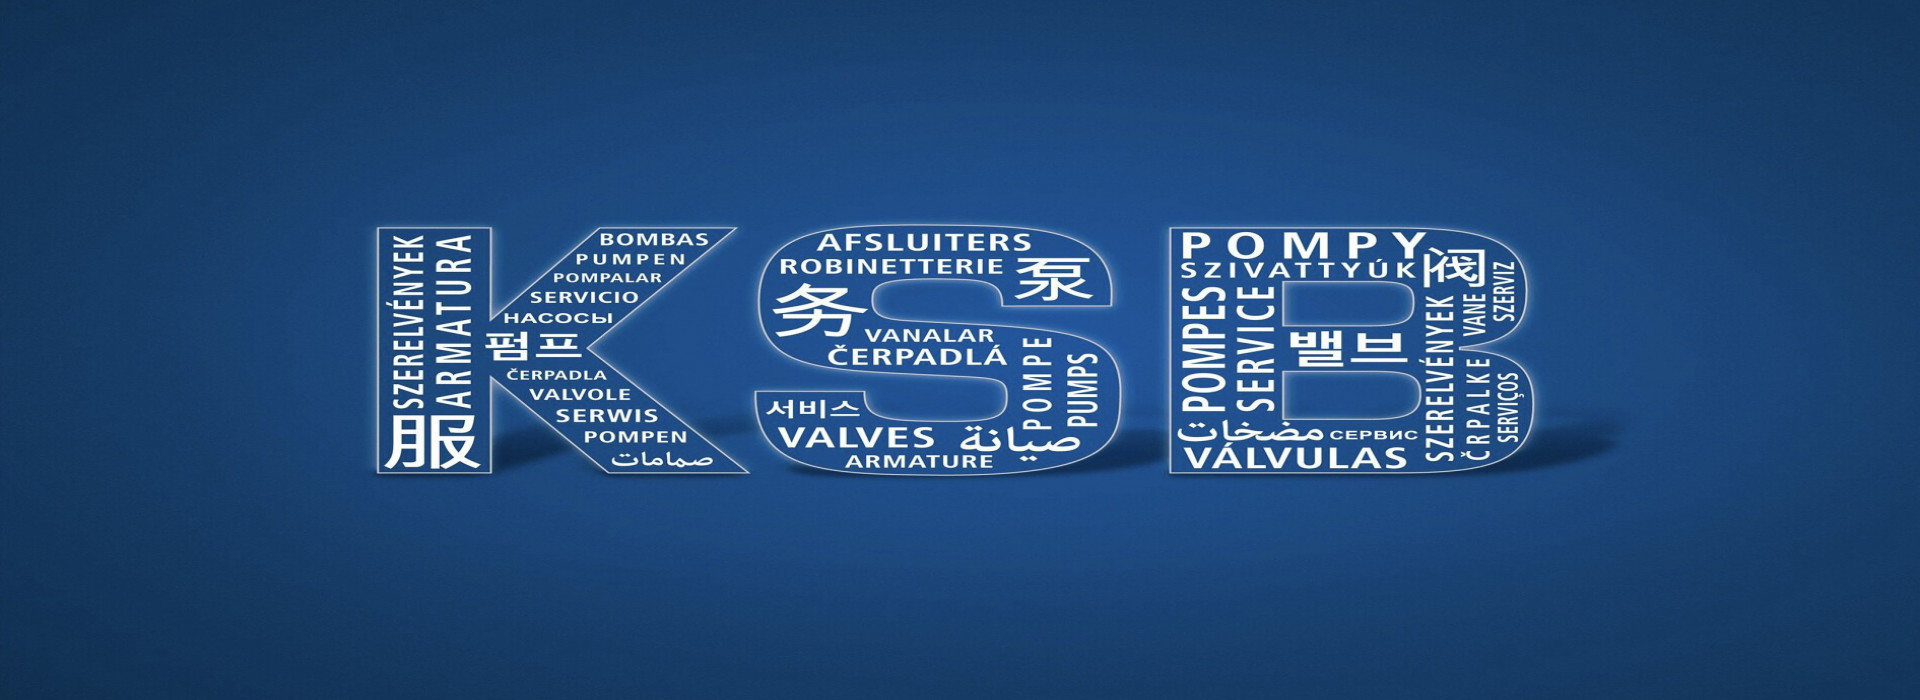 SZERELVÉNYEK
ARMATURA
服
BOMBAS
PUMPEN
POMPALAR
SERVICIO
НАСОСЫ
펌프
ČERPADLA
VALVOLE
SERWIS
POMPEN
صمامات
AFSLUITERS
ROBINETTERIE
泵
务
VANALAR
ČERPADLÁ
POMPE
PUMPS
서비스
VALVES
صيانة
ARMATURE
POMPY
SZIVATTYÚK
阀
POMPES
SERVICE
밸브
SZERELVÉNYEK
VANE
SZERVIZ
ČRPALKE
SERVIÇOS
مضخات
СЕРВИС
VÁLVULAS